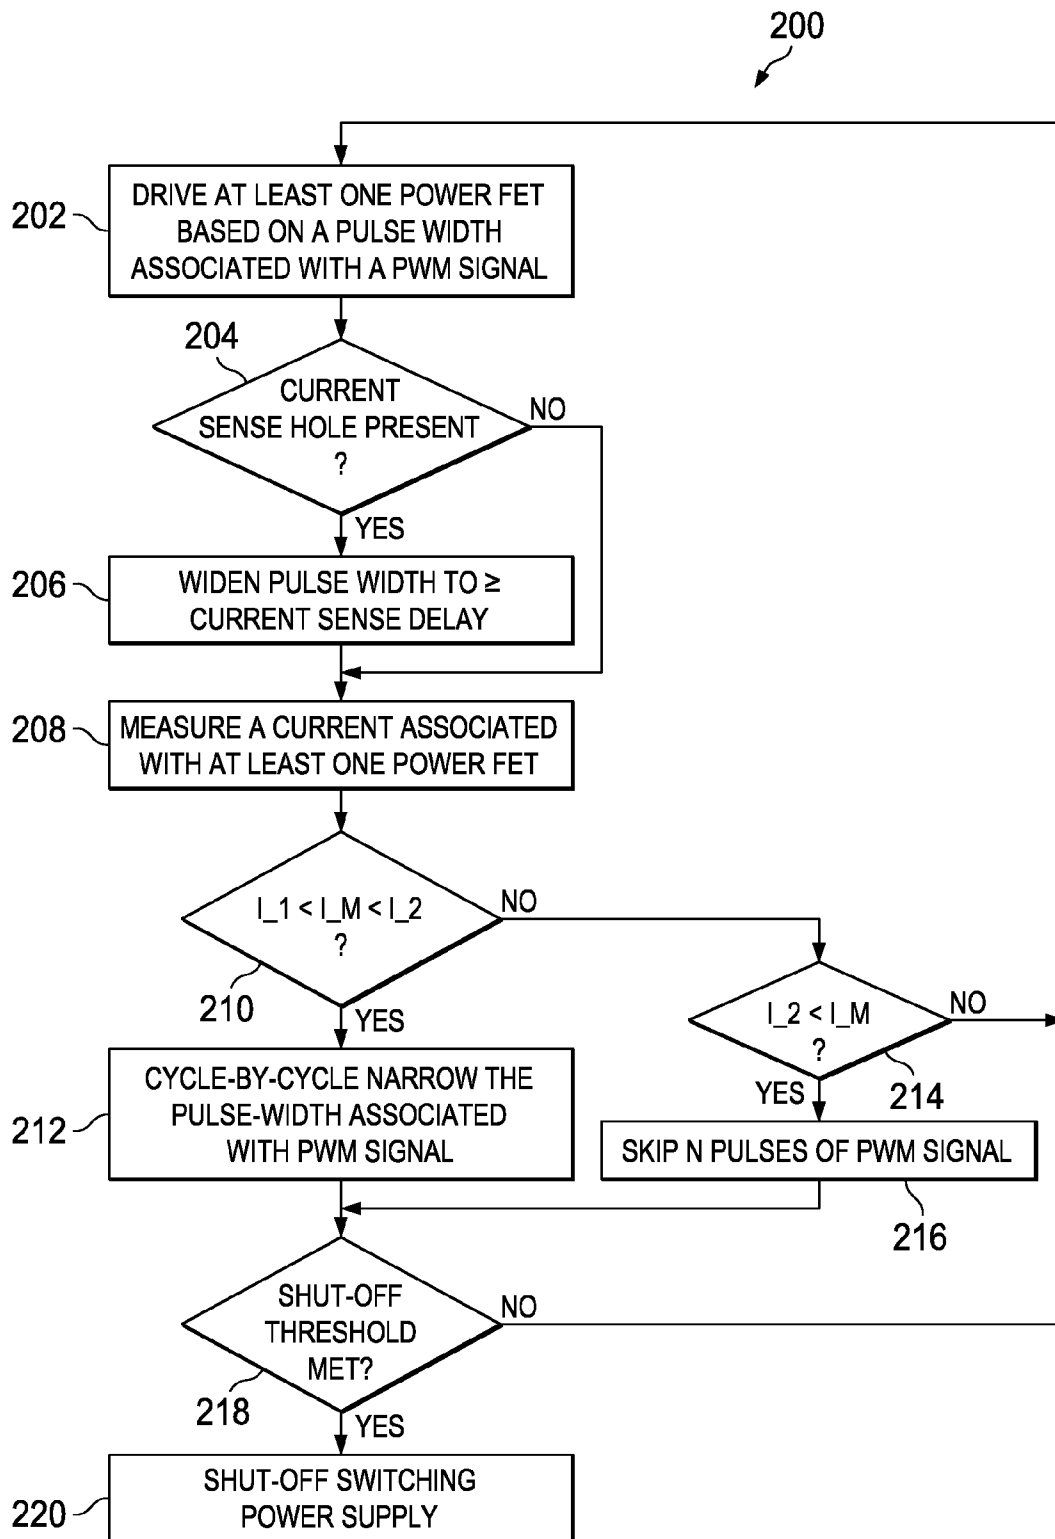 200
202
DRIVE AT LEAST ONE POWER FET
BASED ON A PULSE WIDTH
ASSOCIATED WITH A PWM SIGNAL
204
CURRENT
SENSE HOLE PRESENT
?
NO
YES
206
WIDEN PULSE WIDTH TO ≥
CURRENT SENSE DELAY
208
MEASURE A CURRENT ASSOCIATED
WITH AT LEAST ONE POWER FET
I_1 < I_M < I_2
?
NO
210
YES
I_2 < I_M
?
NO
214
YES
212
CYCLE-BY-CYCLE NARROW THE
PULSE-WIDTH ASSOCIATED
WITH PWM SIGNAL
SKIP N PULSES OF PWM SIGNAL
216
SHUT-OFF
THRESHOLD
MET?
NO
218
YES
220
SHUT-OFF SWITCHING
POWER SUPPLY